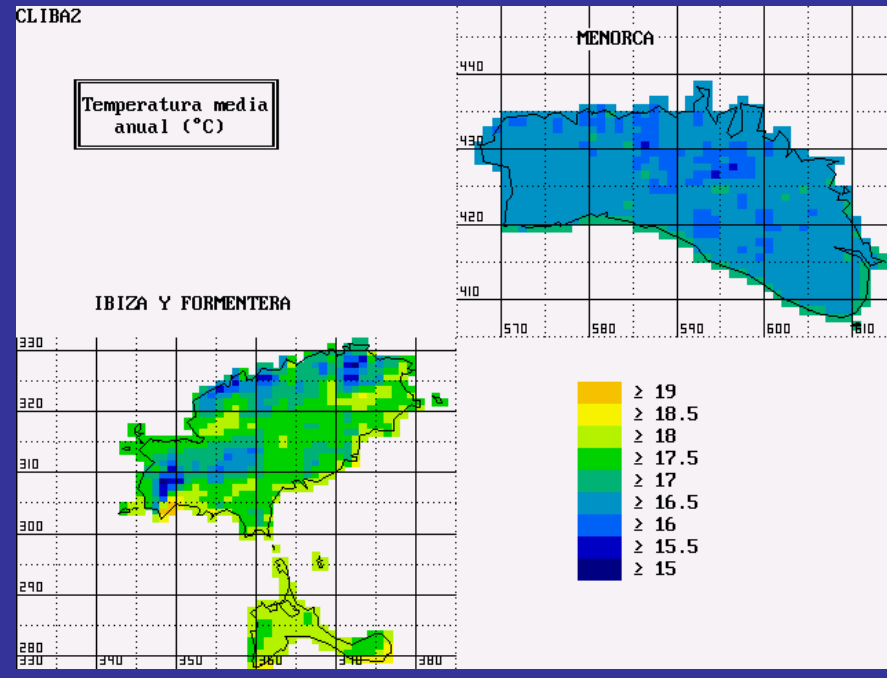 CLIBA2
MENORCA
Temperatura media
anual (°C)
440
430
420
410
570 580 590 600 610
IBIZA Y FORMENTERA
330
320
310
300
290
280
330 340 350 360 370 380
≥ 19
≥ 18.5
≥ 18
≥ 17.5
≥ 17
≥ 16.5
≥ 16
≥ 15.5
≥ 15